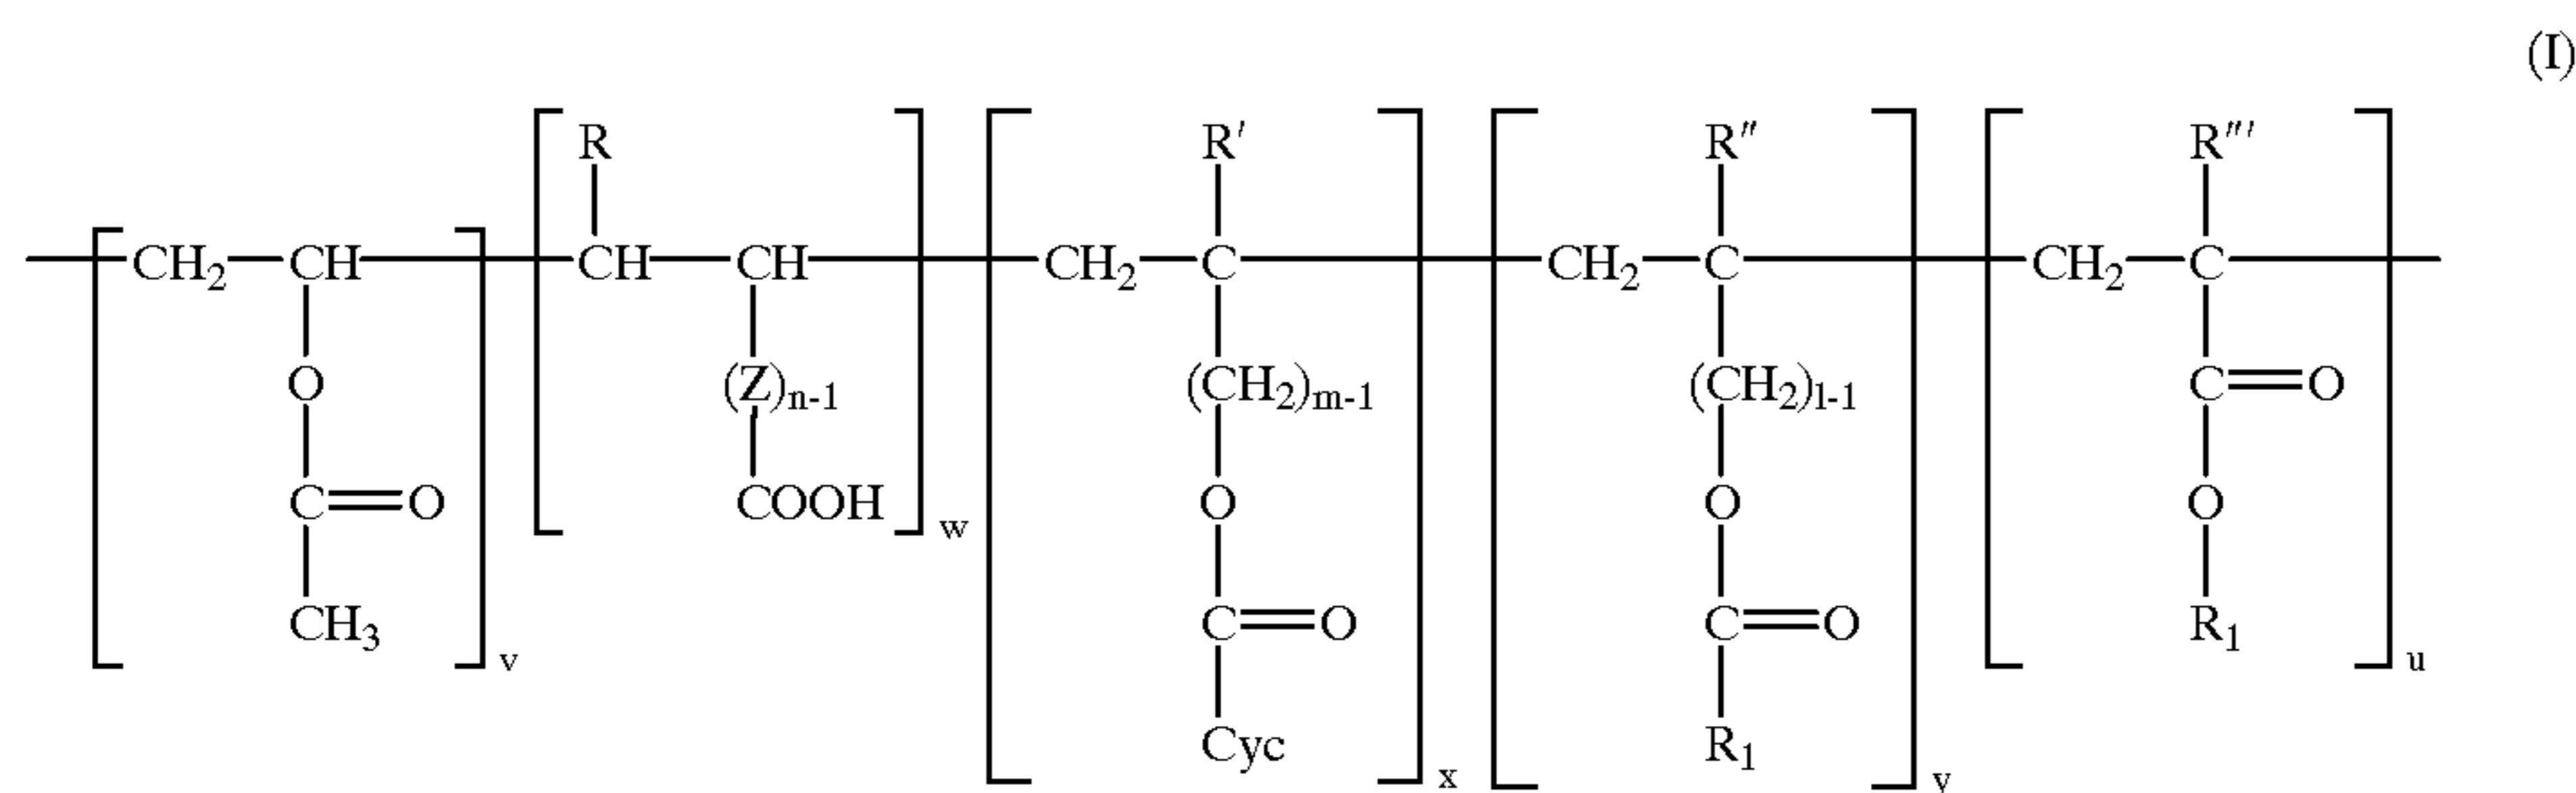 (I)
R R′ R″ R‴
CH₂ CH CH CH CH₂ C CH₂ C CH₂ C
O (Z)n-1 (CH₂)m-1 (CH₂)l-1 C=O
C=O COOH O O O
w
CH₃ C=O C=O R₁
v u
Cyc R₁
x y